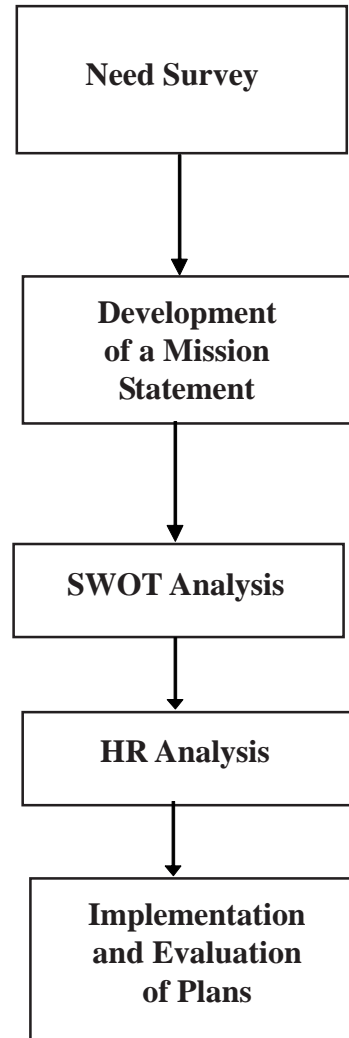 Need Survey
Development
of a Mission
Statement
SWOT Analysis
HR Analysis
Implementation
and Evaluation
of Plans